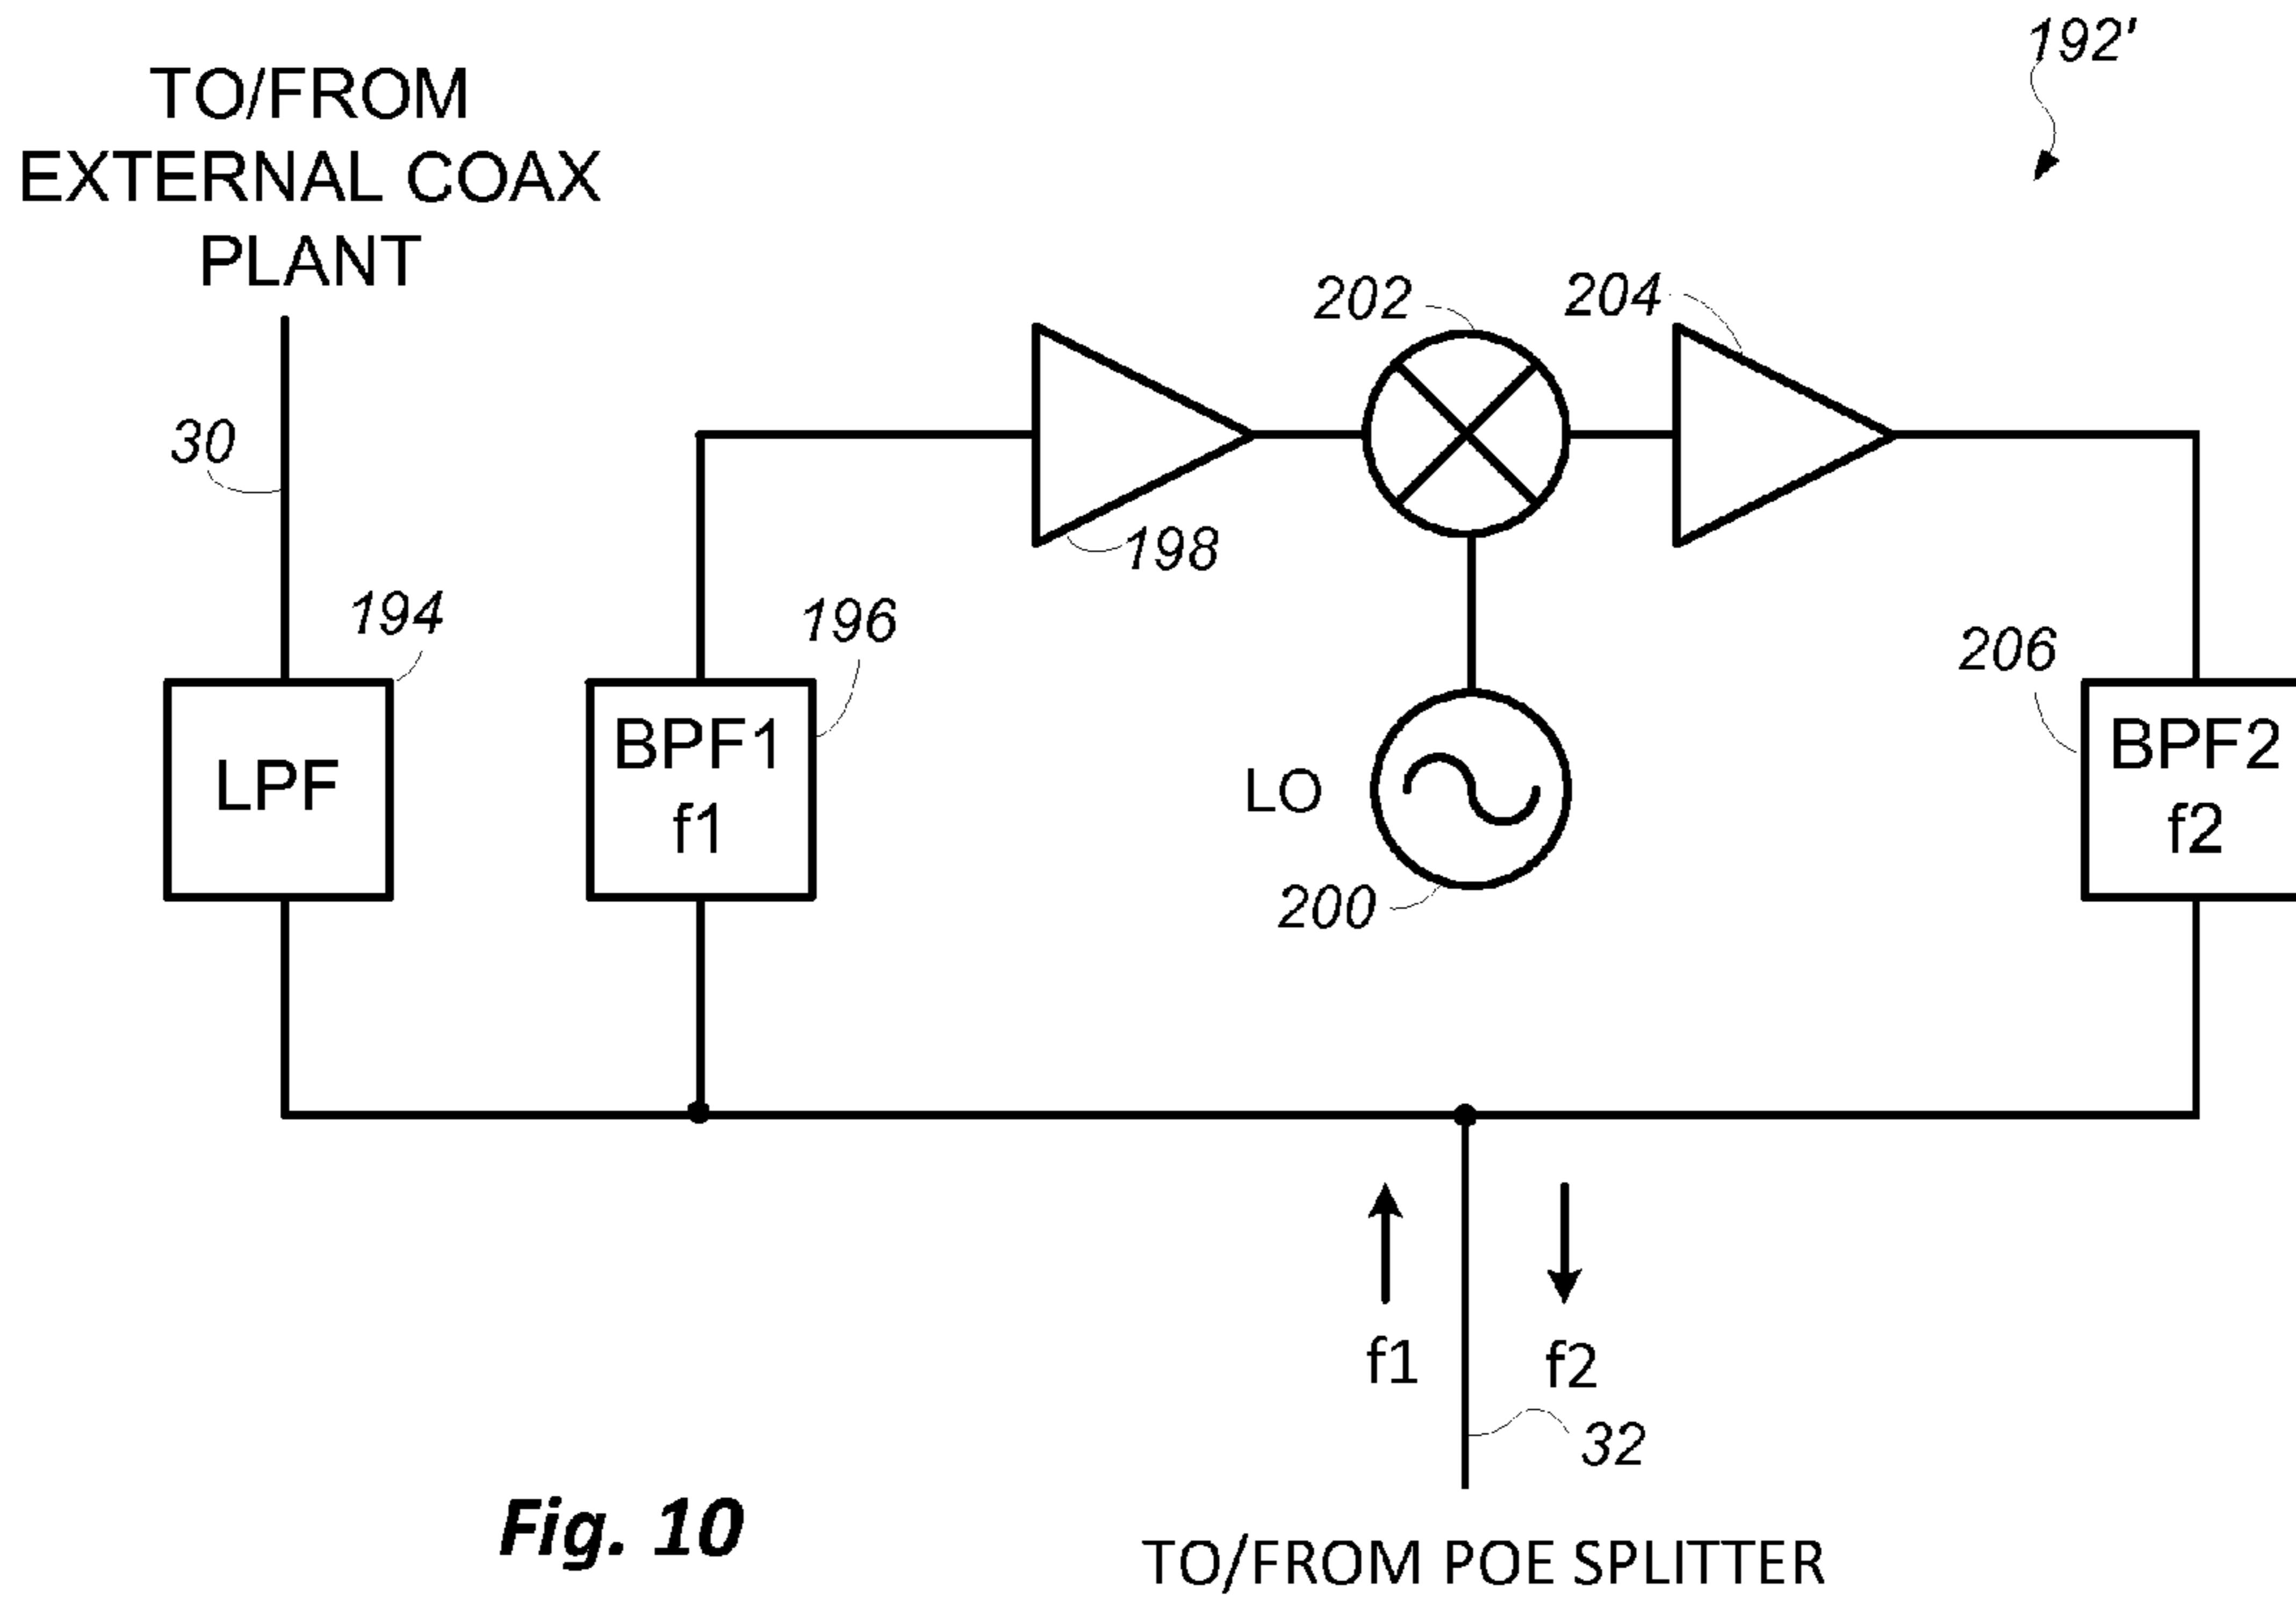 192'
TO/FROM
EXTERNAL COAX
PLANT
202
204
30
198
194
196
206
LPF
BPF1
f1
LO
BPF2
f2
200
f1
f2
32
Fig. 10
TO/FROM POE SPLITTER